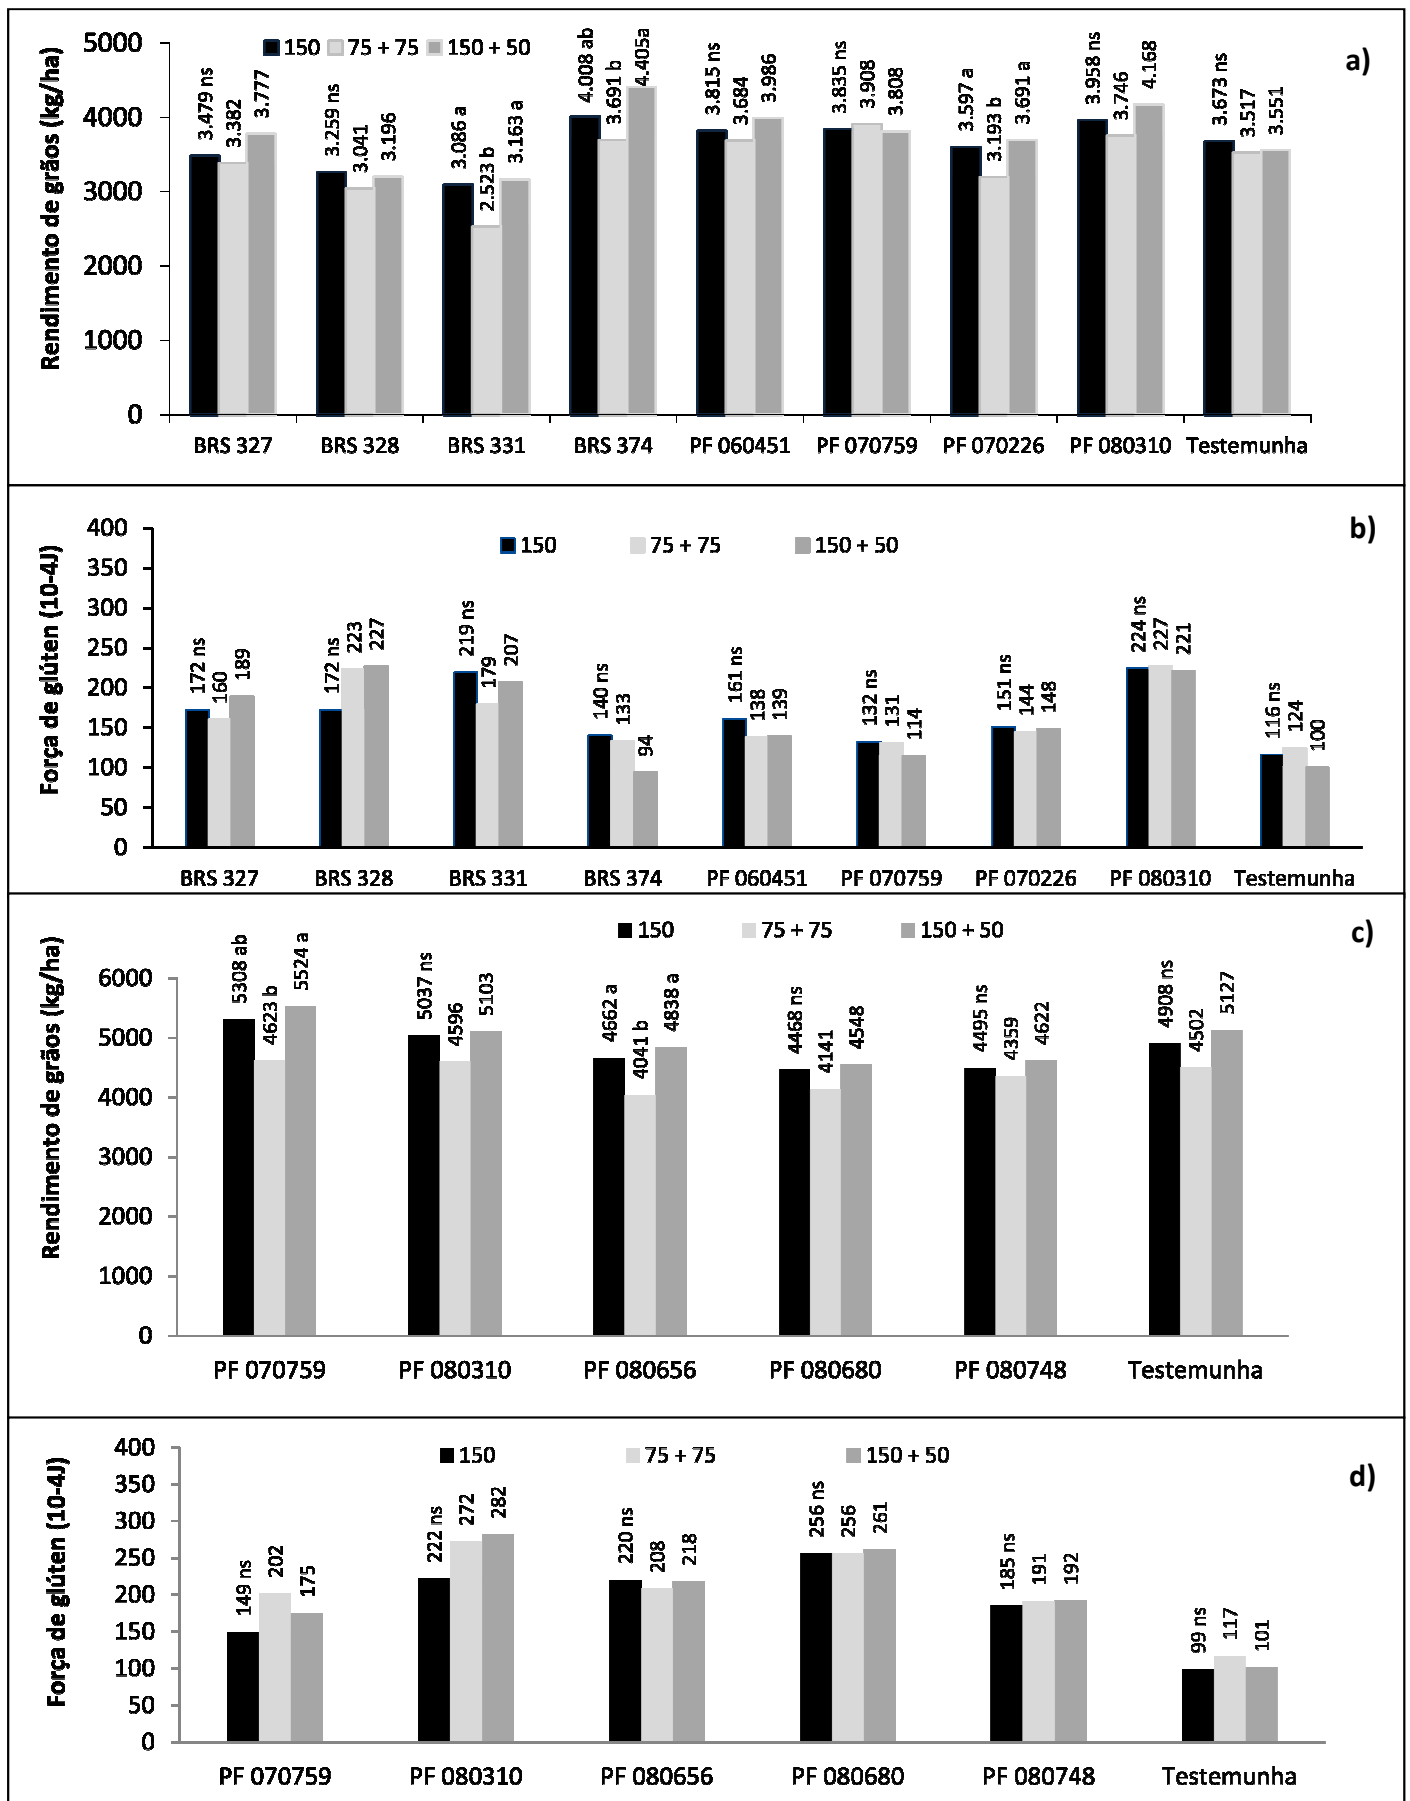 a)
150 75 + 75 150 + 50
Rendimento de grãos (kg/ha)
5000
4000
3000
2000
1000
0
3.479 ns 3.382 3.777
3.259 ns 3.041 3.196
3.086 a 2.523 b 3.163 a
4.008 ab 3.691 b 4.405a
3.815 ns 3.684 3.986
3.835 ns 3.908 3.808
3.597 a 3.193 b 3.691 a
3.958 ns 3.746 4.168
3.673 ns 3.517 3.551
BRS 327 BRS 328 BRS 331 BRS 374 PF 060451 PF 070759 PF 070226 PF 080310 Testemunha
b)
150 75 + 75 150 + 50
Força de glúten (10-4J)
400
350
300
250
200
150
100
50
0
172 ns 160 189
172 ns 223 227
219 ns 179 207
140 ns 133 94
161 ns 138 139
132 ns 131 114
151 ns 144 148
224 ns 227 221
116 ns 124 100
BRS 327 BRS 328 BRS 331 BRS 374 PF 060451 PF 070759 PF 070226 PF 080310 Testemunha
c)
150 75 + 75 150 + 50
Rendimento de grãos (kg/ha)
6000
5000
4000
3000
2000
1000
0
5308 ab 4623 b 5524 a
5037 ns 4596 5103
4662 a 4041 b 4838 a
4468 ns 4141 4548
4495 ns 4359 4622
4908 ns 4502 5127
PF 070759 PF 080310 PF 080656 PF 080680 PF 080748 Testemunha
d)
150 75 + 75 150 + 50
Força de glúten (10-4J)
400
350
300
250
200
150
100
50
0
149 ns 202 175
222 ns 272 282
220 ns 208 218
256 ns 256 261
185 ns 191 192
99 ns 117 101
PF 070759 PF 080310 PF 080656 PF 080680 PF 080748 Testemunha